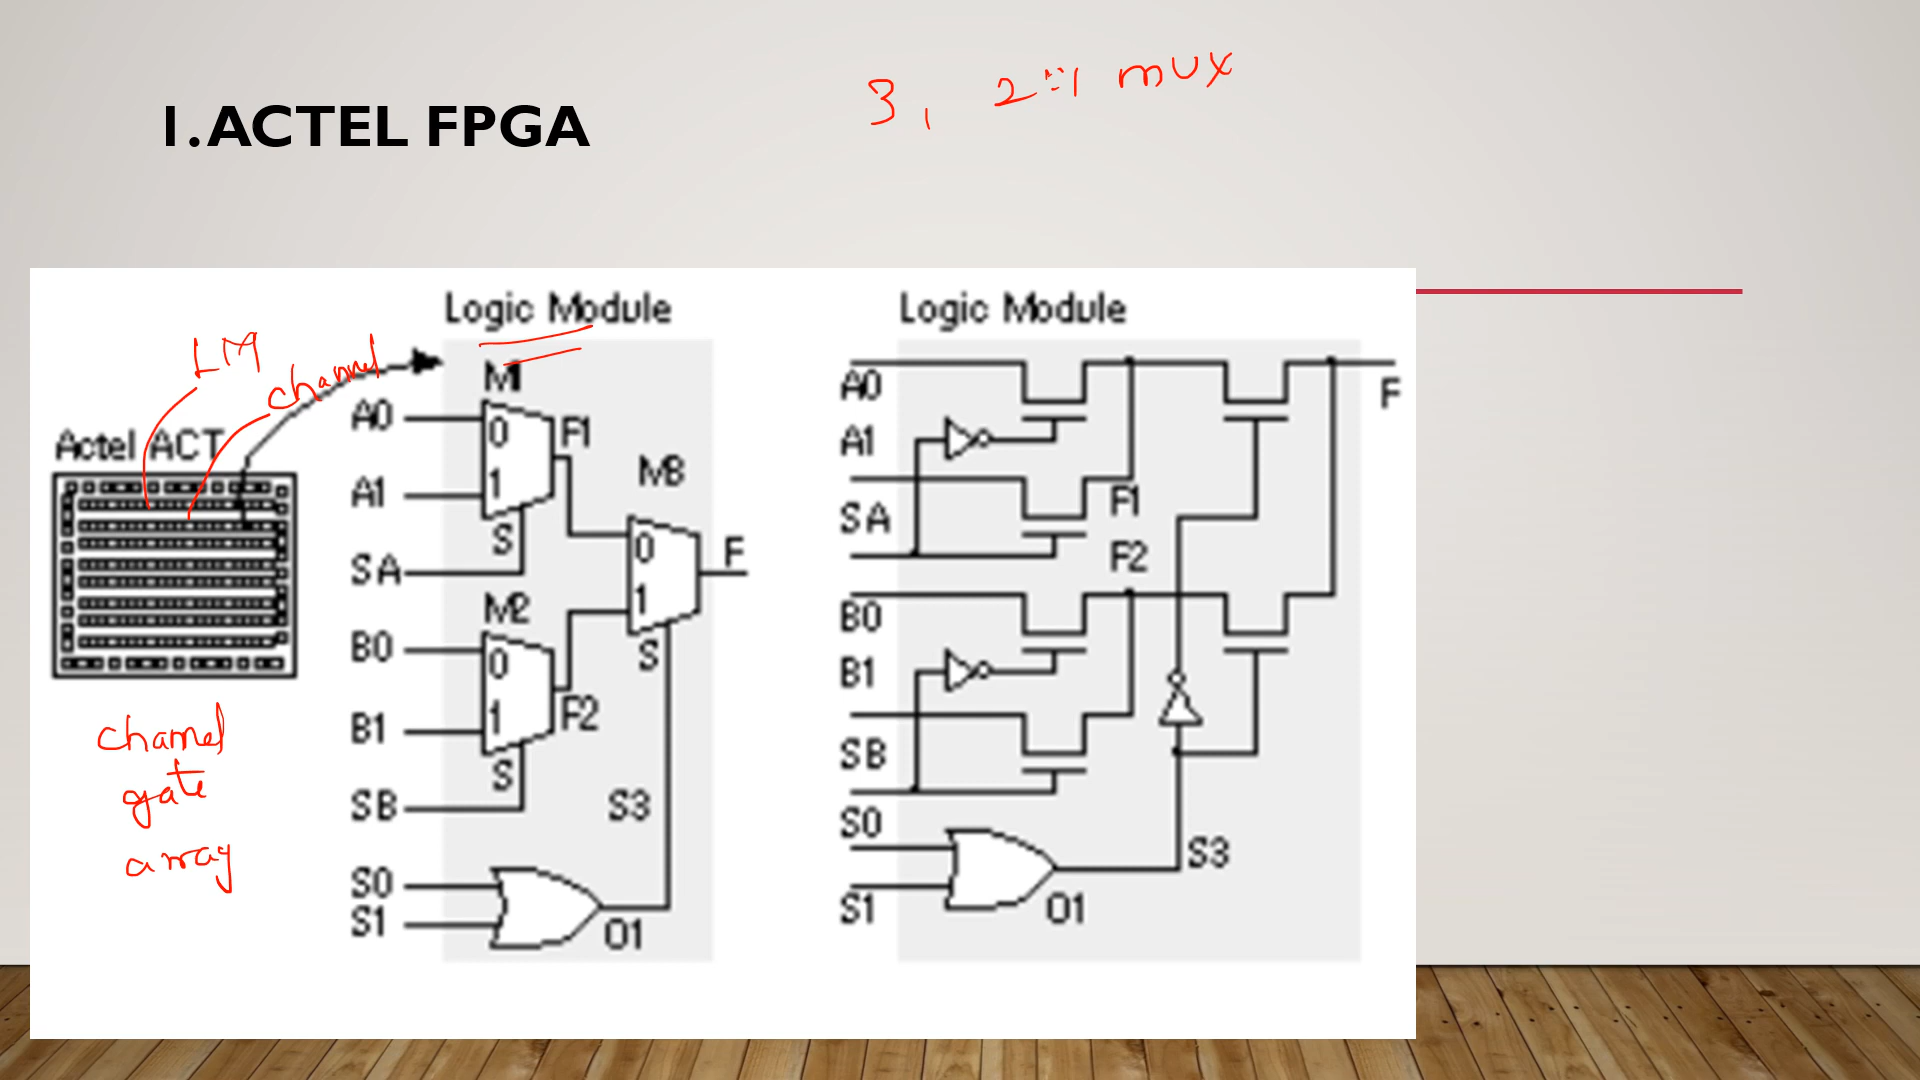 1.ACTEL FPGA
3, 2:1 mux
Logic Module
Logic Module
LM
channel
Actel ACT
channel
gate
array
M1
A0
0
F1
A1
1
S
SA
M3
0
1
F
S
M2
B0
0
B1
1
F2
S
SB
S3
S0
S1
O1
A0
A1
SA
F
F1
F2
B0
B1
SB
S0
S1
S3
O1